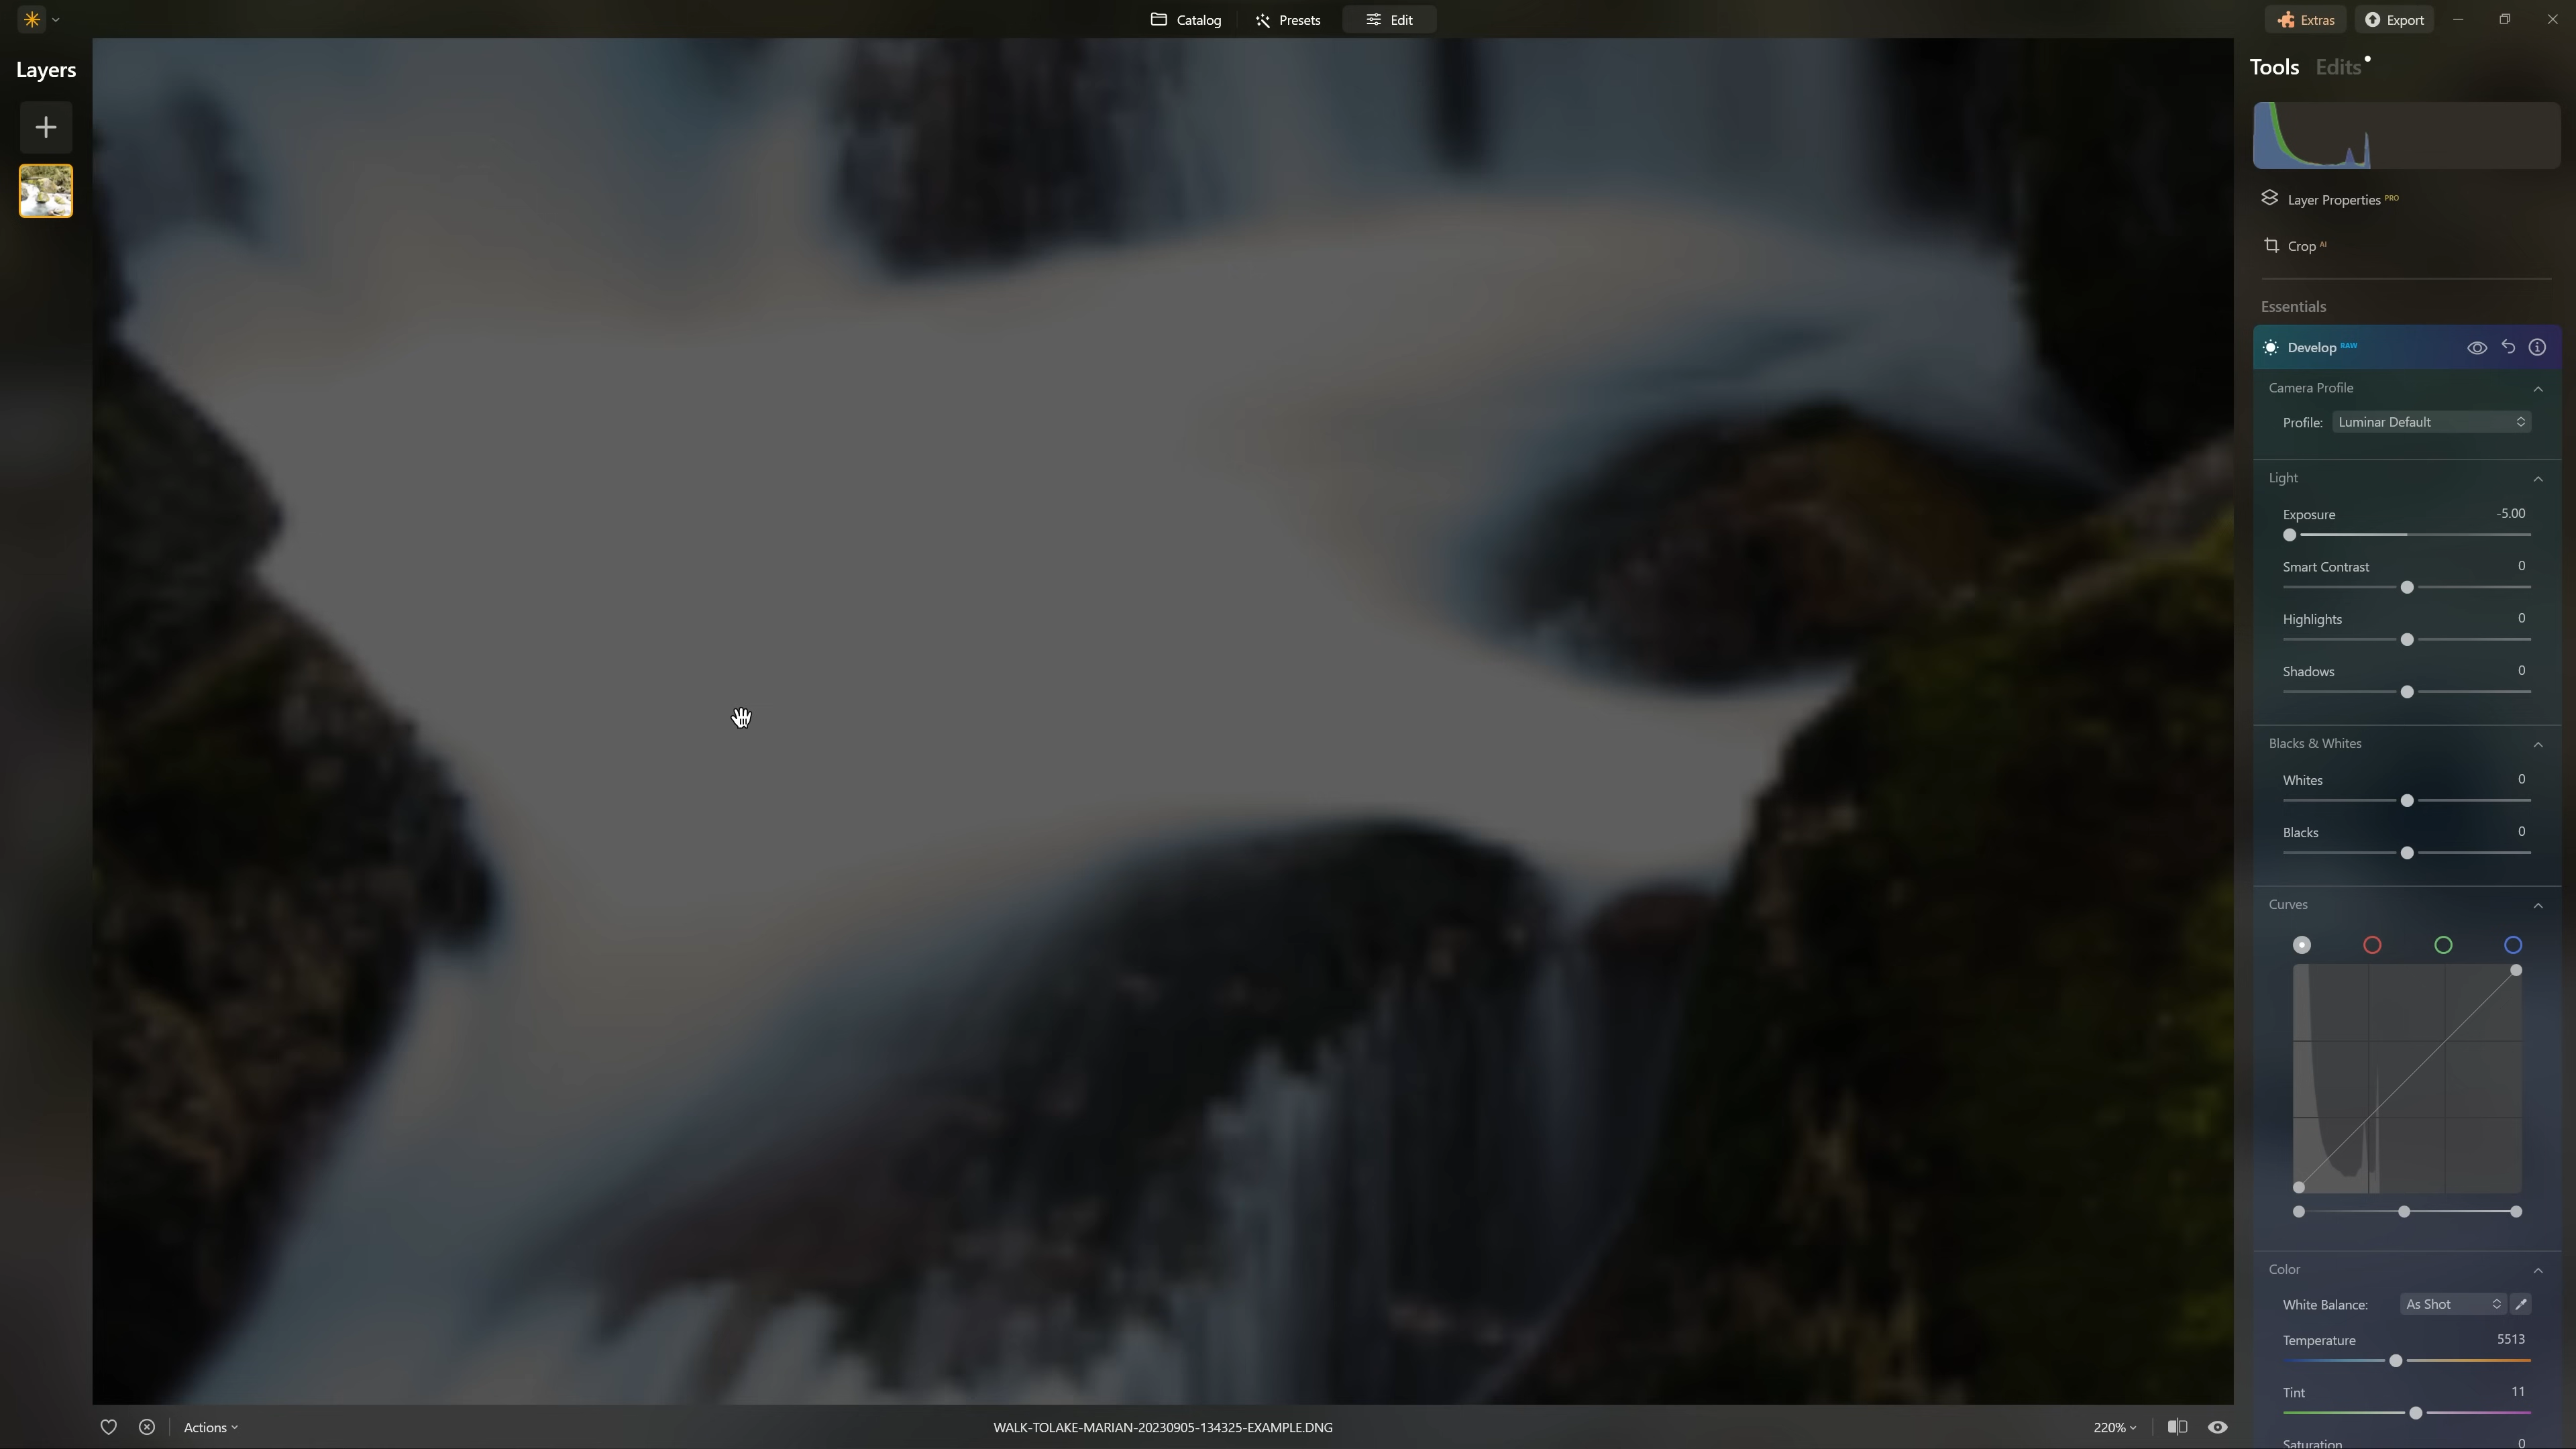 Catalog
Presets
Edit
Extras
Export
Layers
Tools Edits
Layer Properties PRO
Crop AI
Essentials
Develop RAW
Camera Profile
Profile: Luminar Default
Light
Exposure -5.00
Smart Contrast 0
Highlights 0
Shadows 0
Blacks & Whites
Whites 0
Blacks 0
Curves
Color
White Balance: As Shot
Temperature 5513
Tint 11
Saturation 0
Actions
WALK-TOLAKE-MARIAN-20230905-134325-EXAMPLE.DNG
220%